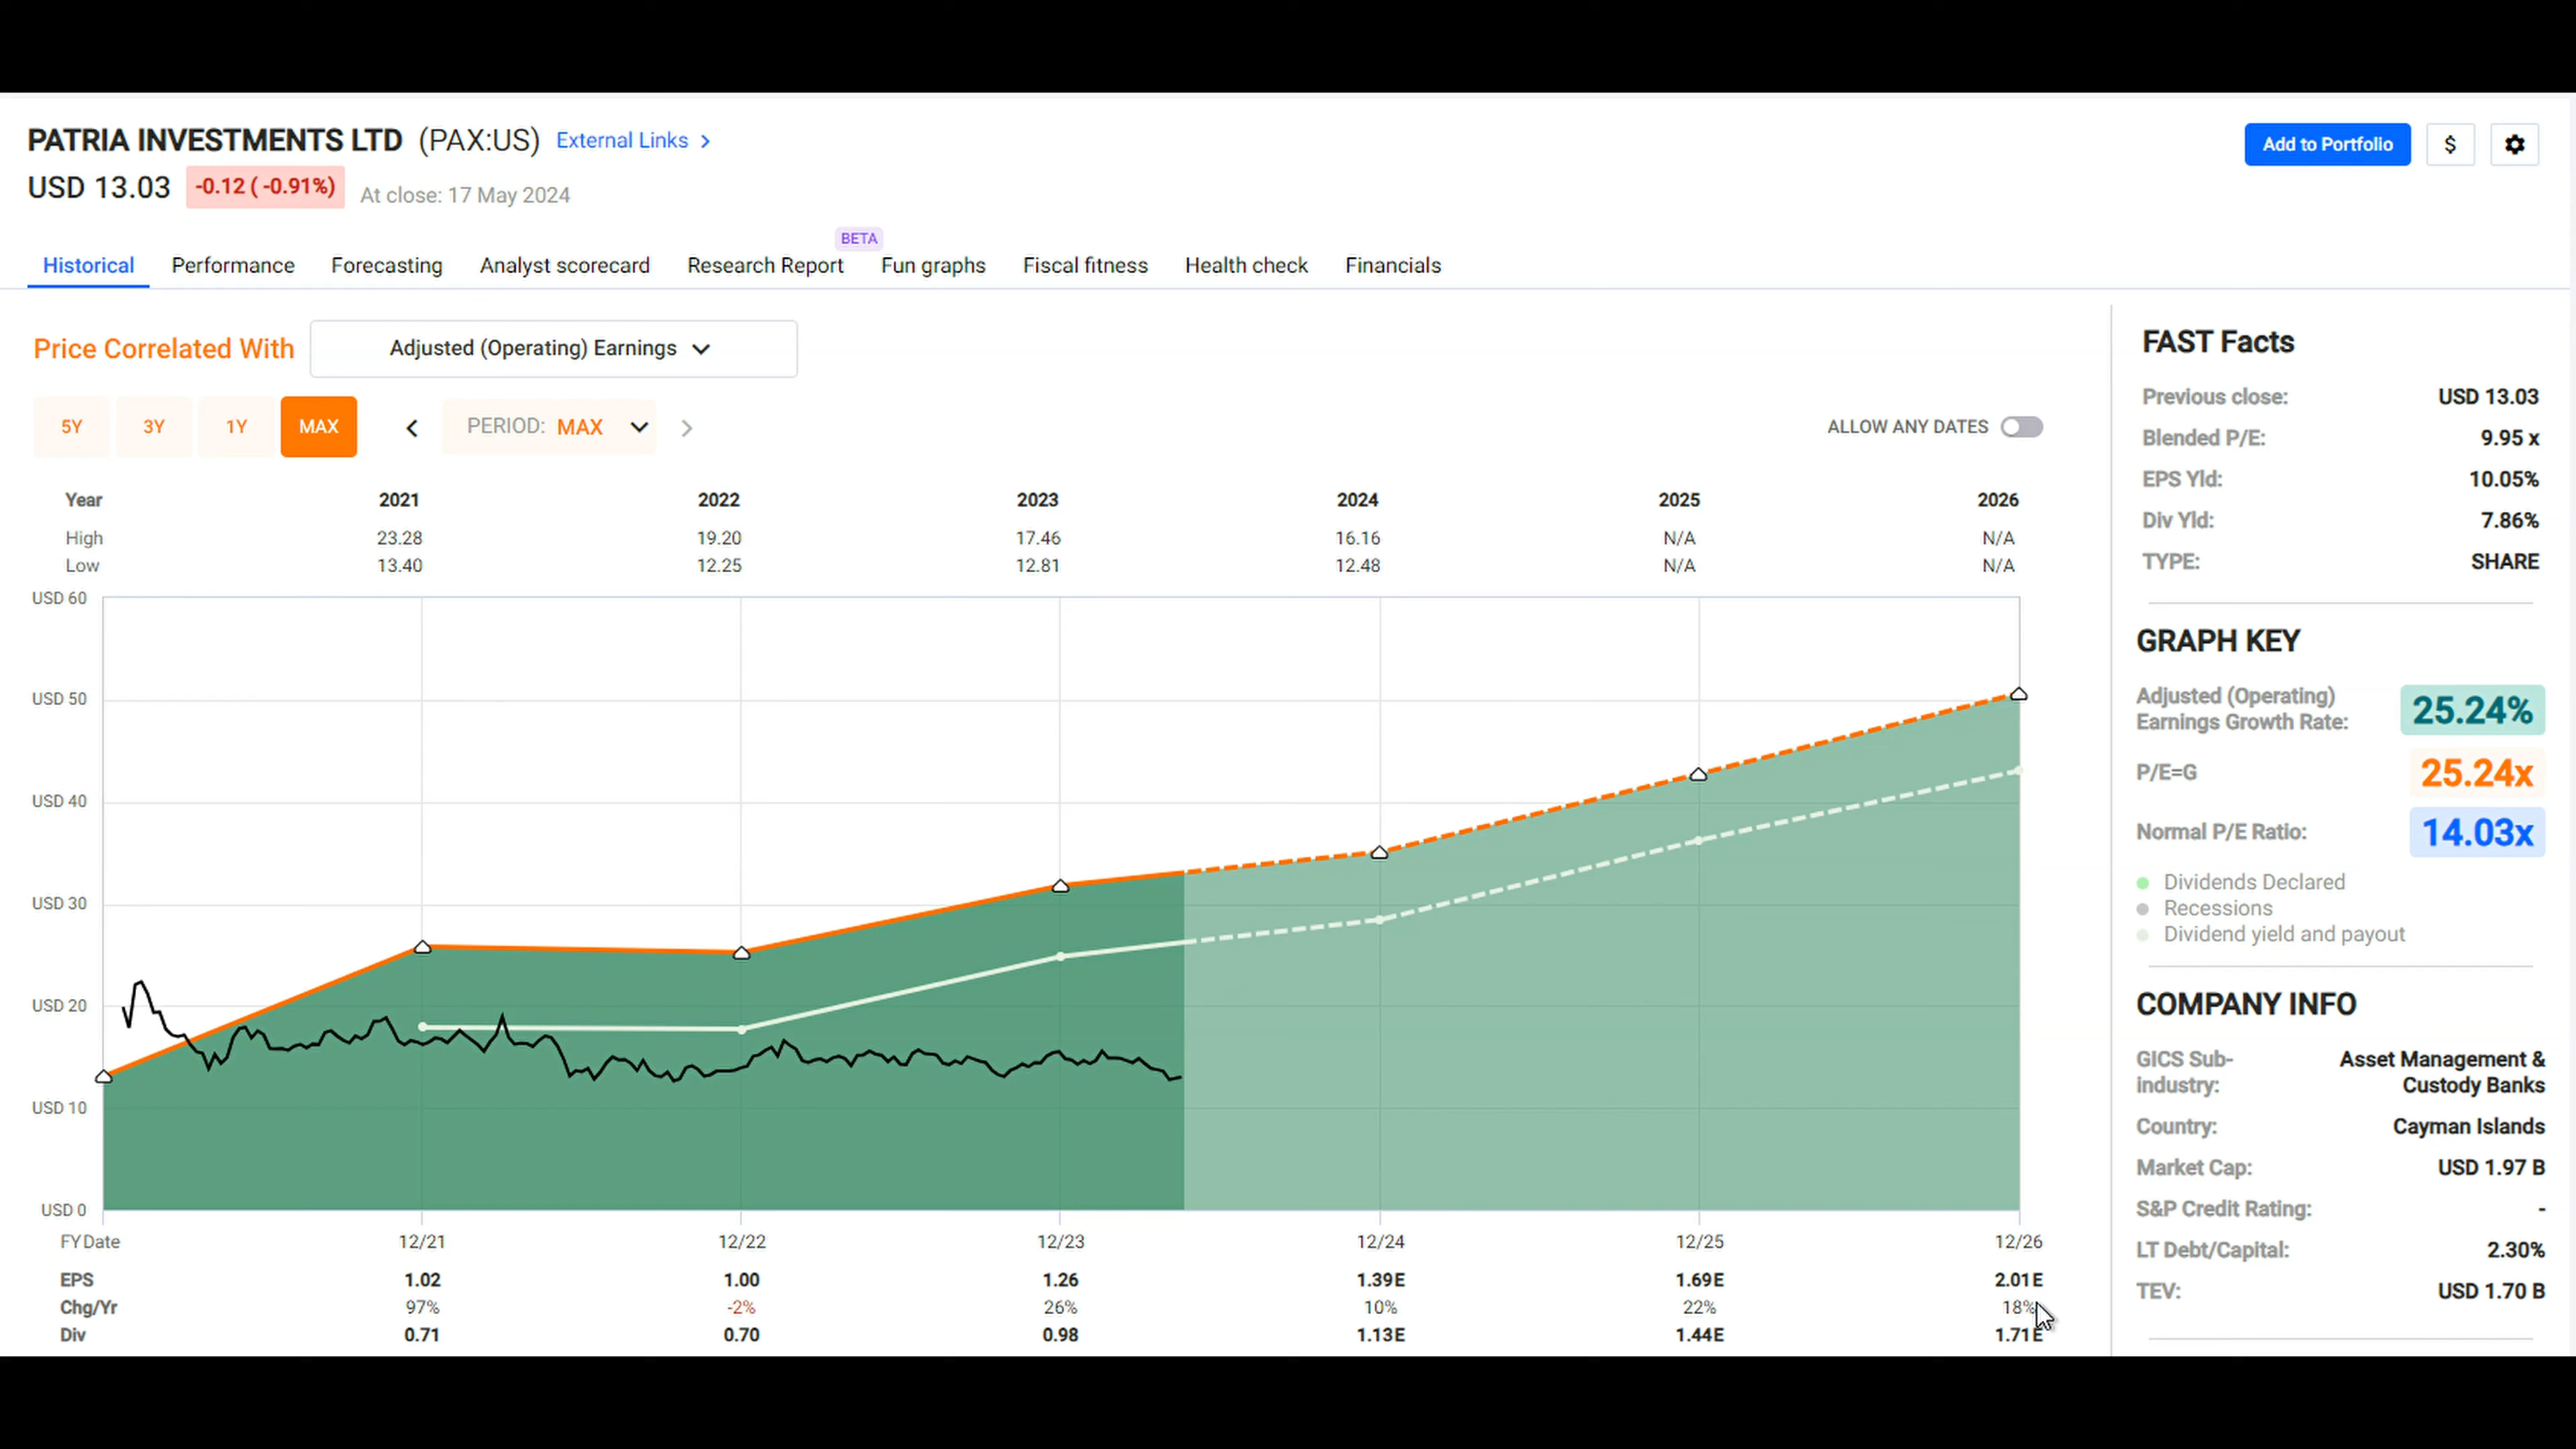 PATRIA INVESTMENTS LTD (PAX:US) External Links
Add to Portfolio $
USD 13.03 -0.12 ( -0.91%) At close: 17 May 2024
BETA
Historical Performance Forecasting Analyst scorecard Research Report Fun graphs Fiscal fitness Health check Financials
Price Correlated With Adjusted (Operating) Earnings
5Y 3Y 1Y MAX PERIOD: MAX ALLOW ANY DATES
Year 2021 2022 2023 2024 2025 2026
High 23.28 19.20 17.46 16.16 N/A N/A
Low 13.40 12.25 12.81 12.48 N/A N/A
USD 60
USD 50
USD 40
USD 30
USD 20
USD 10
USD 0
FY Date 12/21 12/22 12/23 12/24 12/25 12/26
EPS 1.02 1.00 1.26 1.39E 1.69E 2.01E
Chg/Yr 97% -2% 26% 10% 22% 18%
Div 0.71 0.70 0.98 1.13E 1.44E 1.71E
FAST Facts
Previous close: USD 13.03
Blended P/E: 9.95 x
EPS Yld: 10.05%
Div Yld: 7.86%
TYPE: SHARE
GRAPH KEY
Adjusted (Operating)
Earnings Growth Rate: 25.24%
P/E=G 25.24x
Normal P/E Ratio: 14.03x
Dividends Declared
Recessions
Dividend yield and payout
COMPANY INFO
GICS Sub- Asset Management &
industry: Custody Banks
Country: Cayman Islands
Market Cap: USD 1.97 B
S&P Credit Rating: -
LT Debt/Capital: 2.30%
TEV: USD 1.70 B